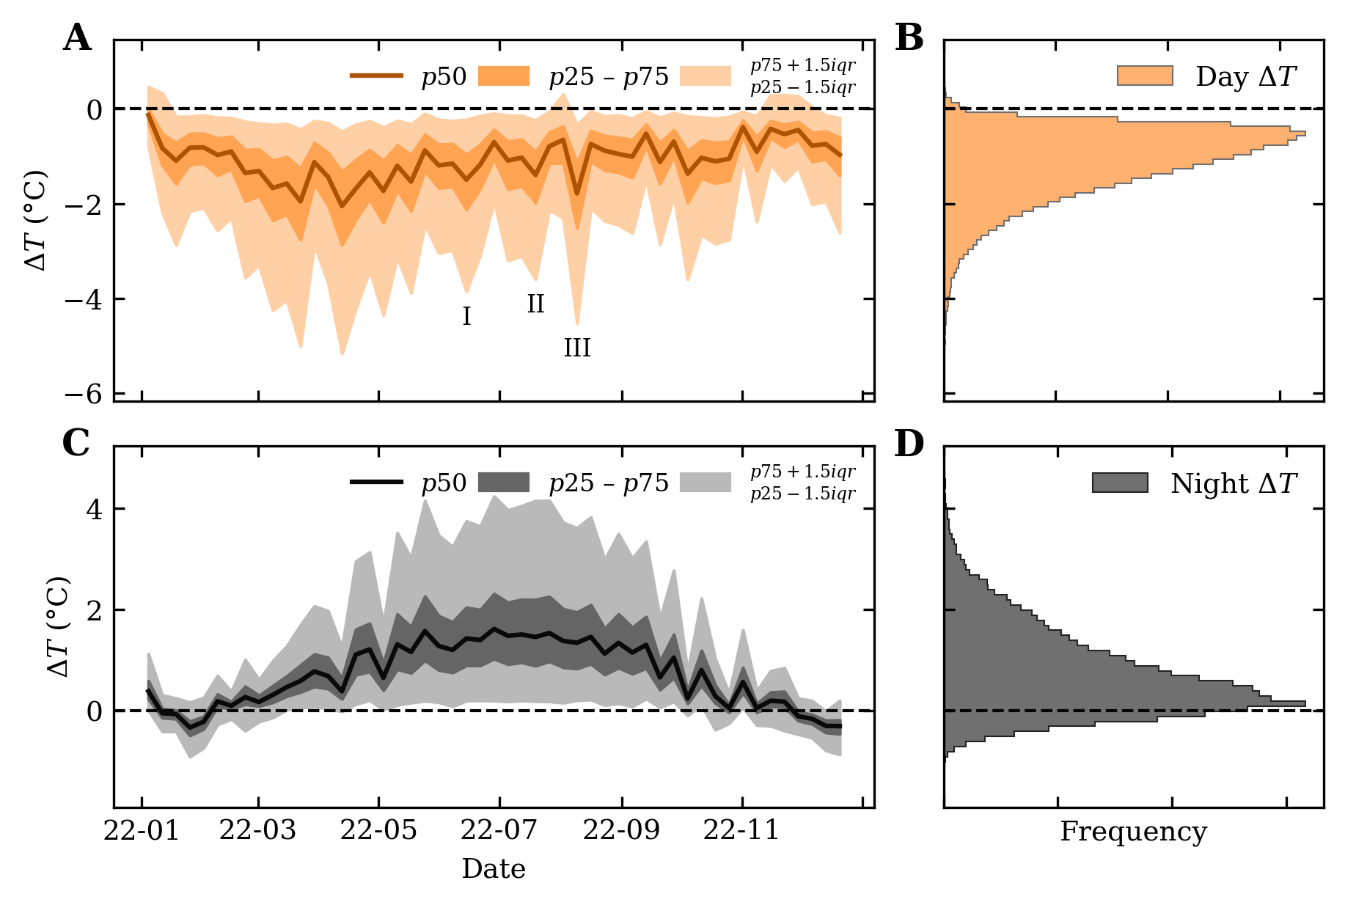 A
B
p50
p25 – p75
p75 + 1.5iqr
p25 − 1.5iqr
Day ΔT
0
−2
−4
−6
ΔT (°C)
I
II
III
C
D
p50
p25 – p75
p75 + 1.5iqr
p25 − 1.5iqr
Night ΔT
4
2
0
ΔT (°C)
22-01 22-03 22-05 22-07 22-09 22-11
Date
Frequency